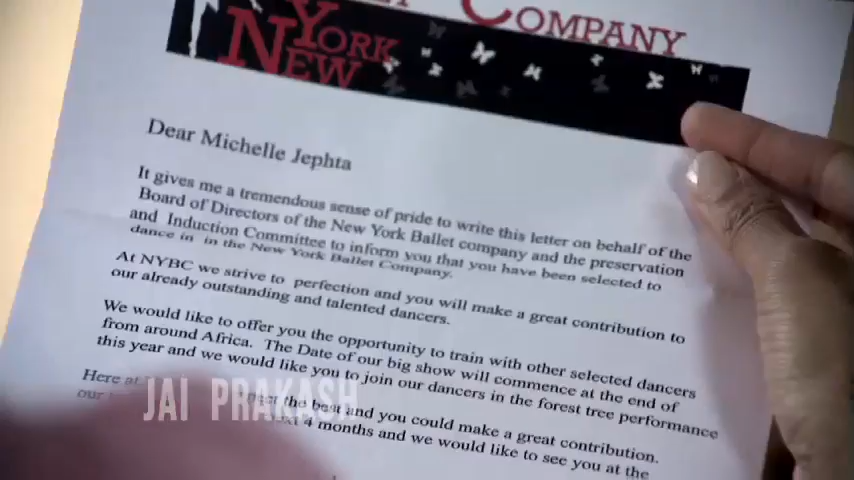 COMPANY
YORK
NEW
Dear Michelle Jephta
It gives me a tremendous sense of pride to write this letter on behalf of the
Board of Directors of the New York Ballet company and the preservation
and Induction Committee to inform you that you have been selected to
dance in in the New York Ballet Company.
At NYBC we strive to perfection and you will make a great contribution to
our already outstanding and talented dancers.
We would like to offer you the opportunity to train with other selected dancers
from around Africa. The Date of our big show will commence at the end of
this year and we would like you to join our dancers in the forest tree performance
Here at the best and you could make a great contribution.
our 4 months and we would like to see you at the
JAI PRAKASH